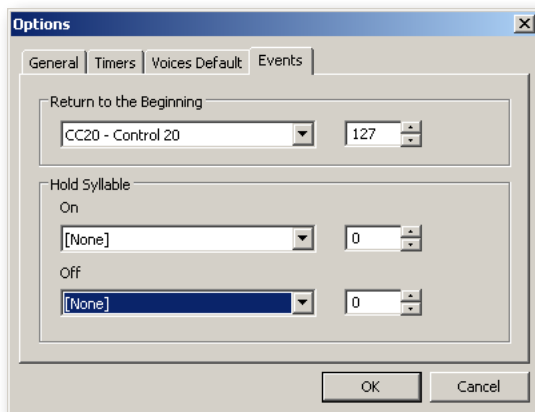 Options
General Timers Voices Default Events
Return to the Beginning
CC20 - Control 20 127
Hold Syllable
On
[None] 0
Off
[None] 0
OK Cancel